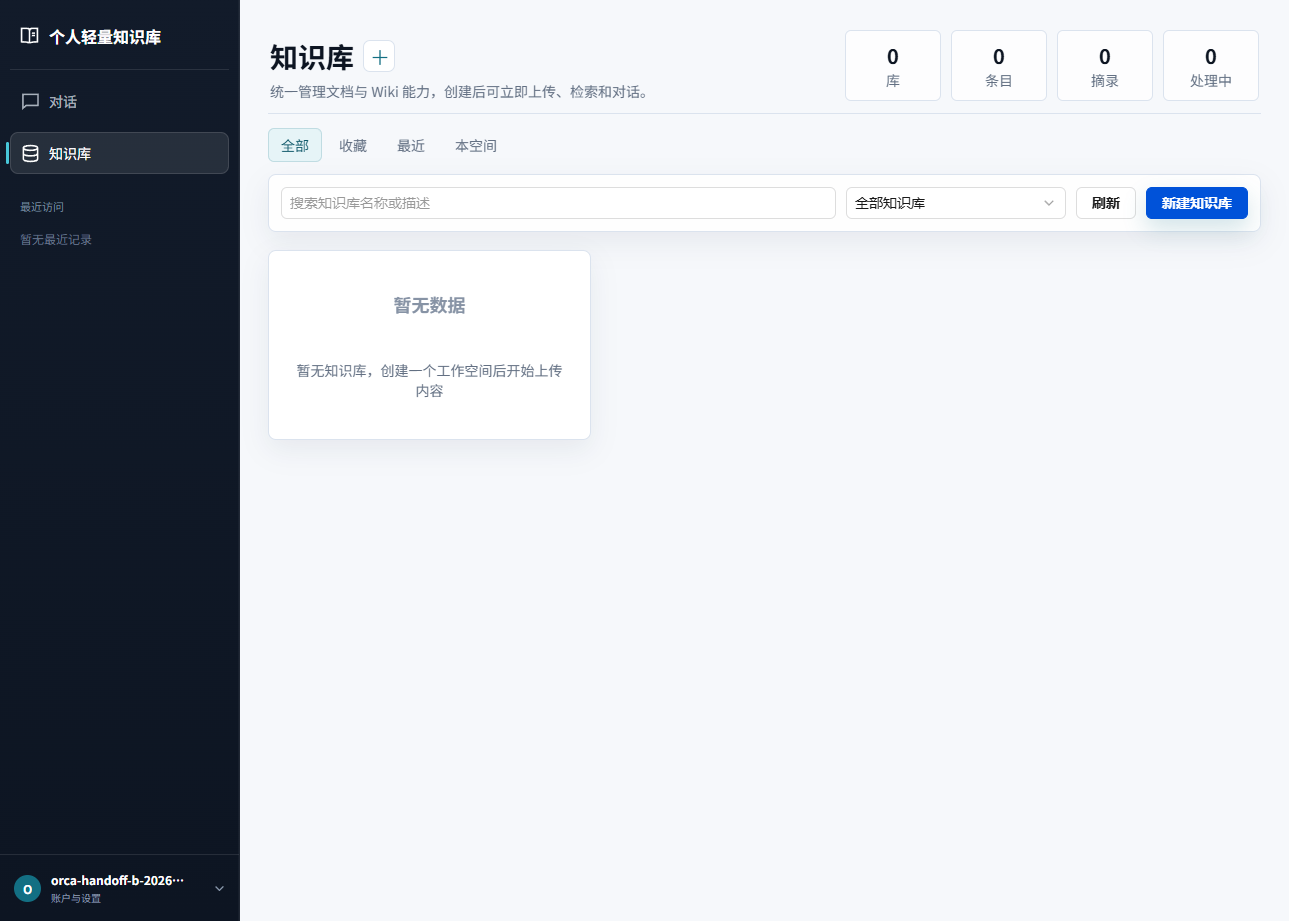 个人轻量知识库
对话
知识库
最近访问
暂无最近记录
O
orca-handoff-b-2026···
账户与设置
知识库
统一管理文档与 Wiki 能力，创建后可立即上传、检索和对话。
0
库
0
条目
0
摘录
0
处理中
全部
收藏
最近
本空间
搜索知识库名称或描述
全部知识库
刷新
新建知识库
暂无数据
暂无知识库，创建一个工作空间后开始上传
内容